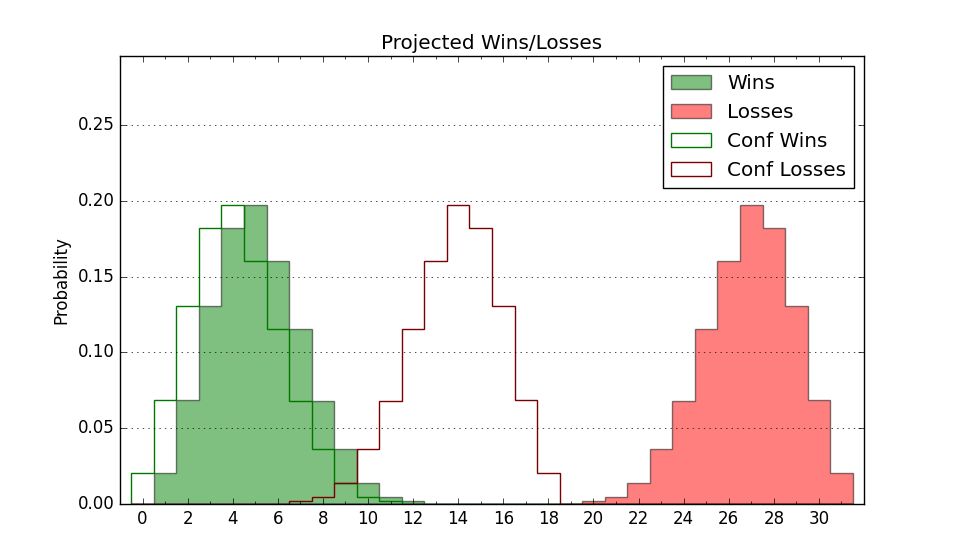 Projected Wins/Losses
Wins
Losses
Conf Wins
Conf Losses
Probability
0.25
0.20
0.15
0.10
0.05
0.00
0 2 4 6 8 10 12 14 16 18 20 22 24 26 28 30